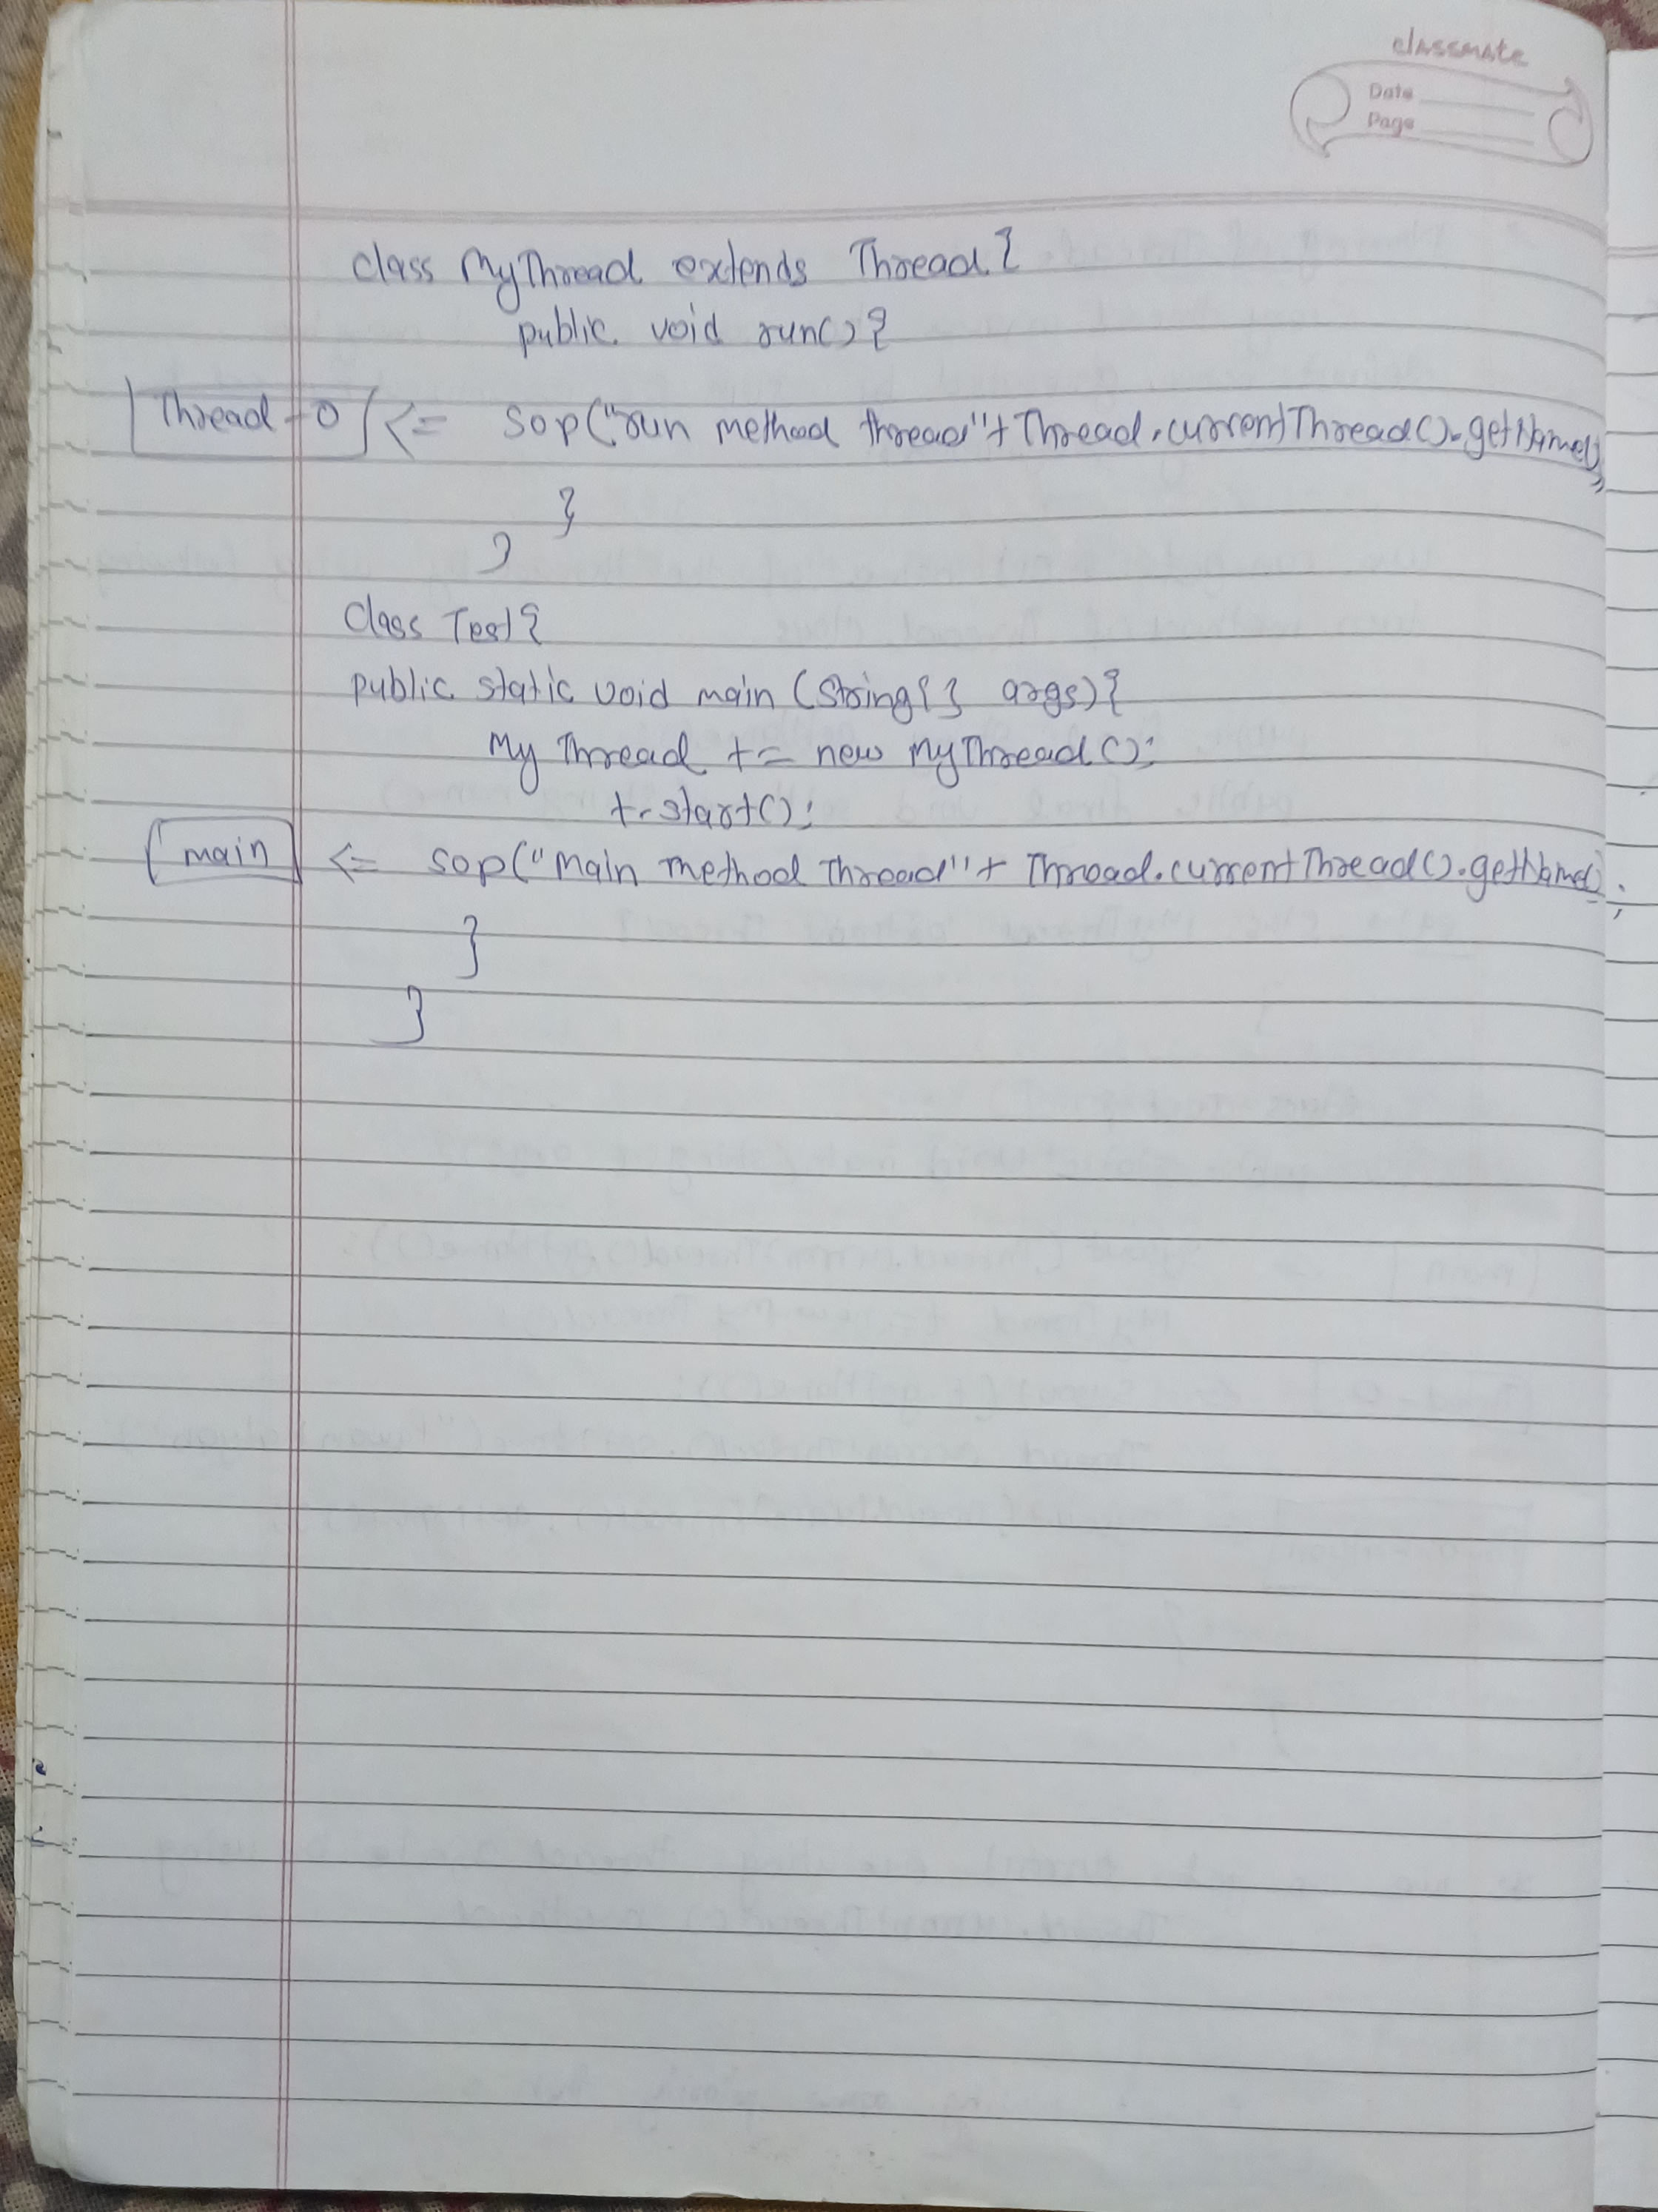 classmate
Date
Page
class MyThread extends Thread{
public void run(){
Thread-0 <= sop("run method thread"+Thread.currentThread().getName();
}
}
class Test{
public static void main (String{} args){
My Thread t= new MyThread();
t.start();
main <= sop("Main method Thread"+ Thread.currentThread().getName();
}
}